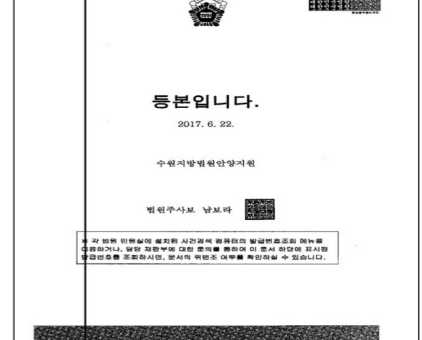 등본입니다.
2017. 6. 22.
수원지방법원안양지원
법원주사보 남보라
※ 각 법원 민원실에 설치된 사건검색 컴퓨터의 발급번호조회 메뉴를
이용하거나, 담당 재판부에 대한 문의를 통하여 이 문서 하단에 표시된
발급번호를 조회하시면, 문서의 위변조 여부를 확인하실 수 있습니다.